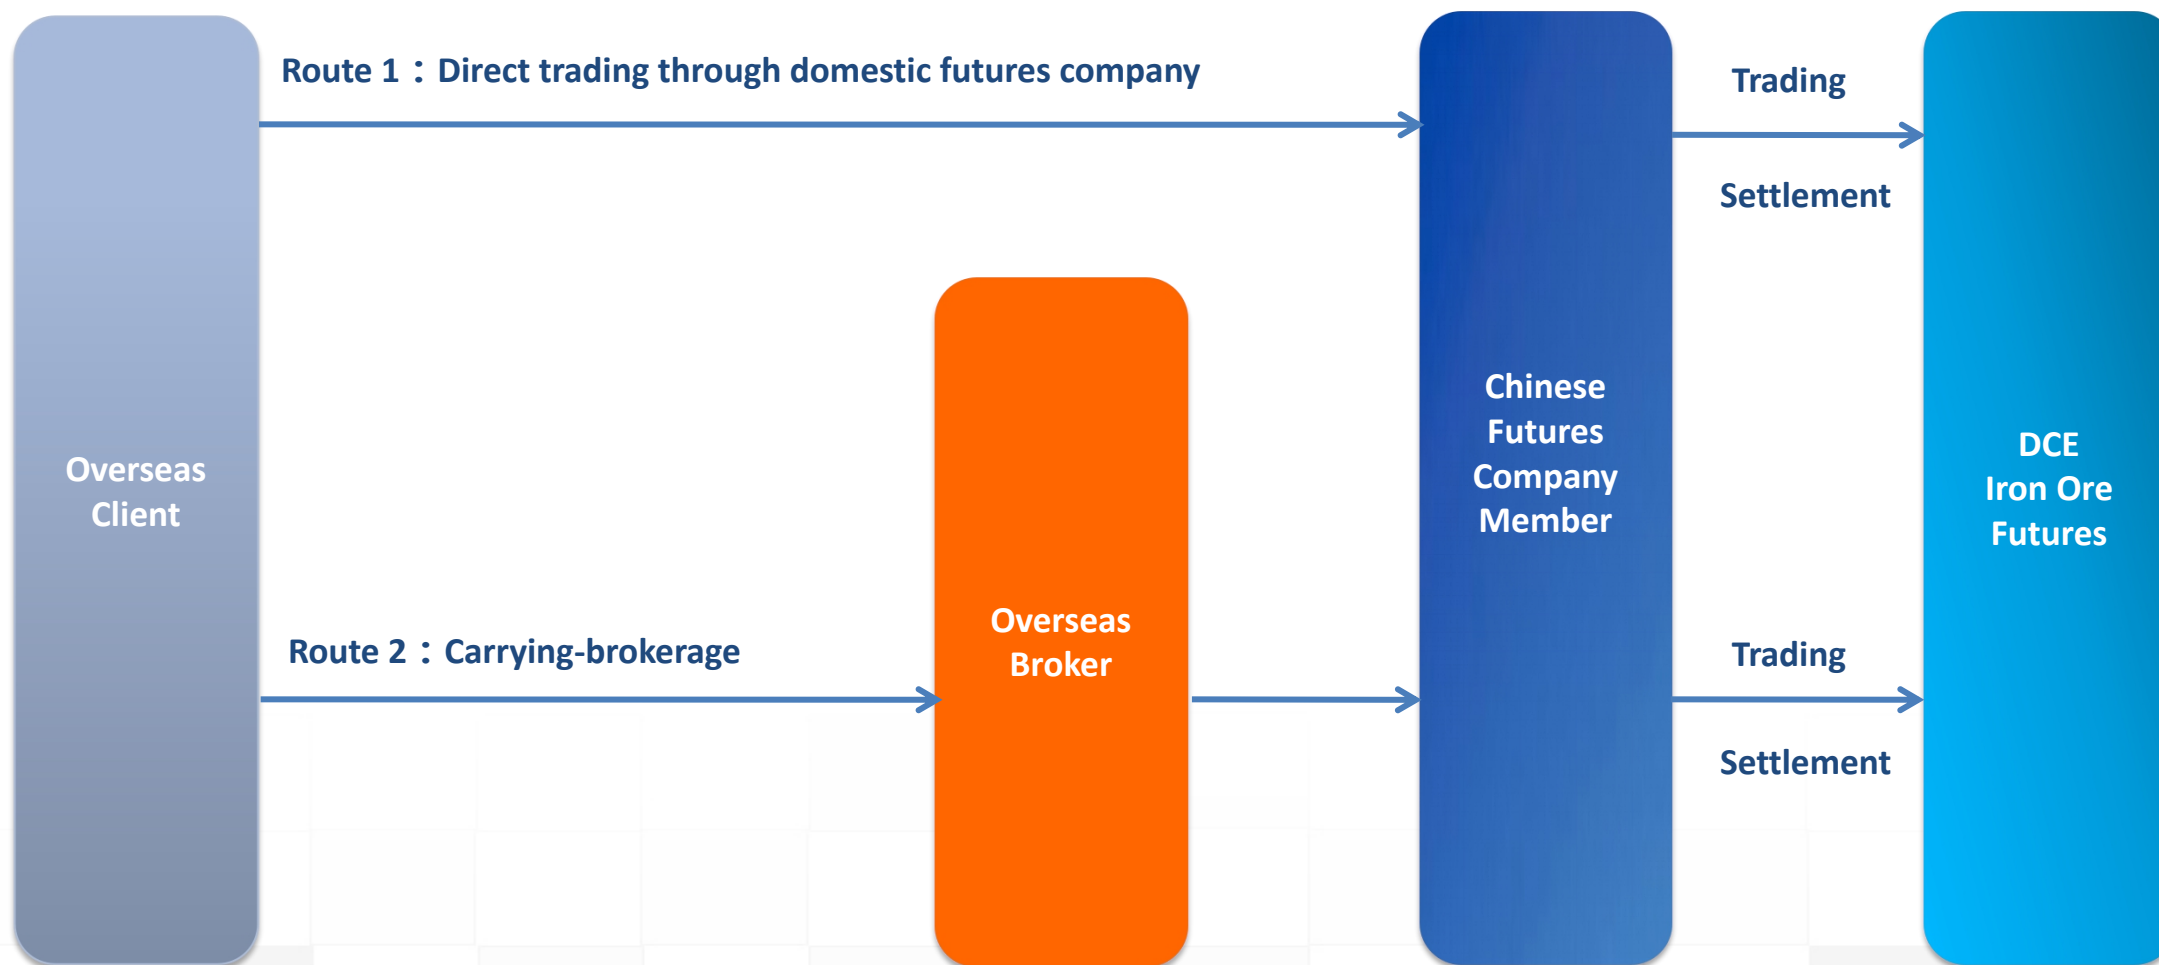 Route 1：Direct trading through domestic futures company
Trading
Settlement
Overseas
Client
Route 2：Carrying-brokerage
Overseas
Broker
Chinese
Futures
Company
Member
Trading
Settlement
DCE
Iron Ore
Futures